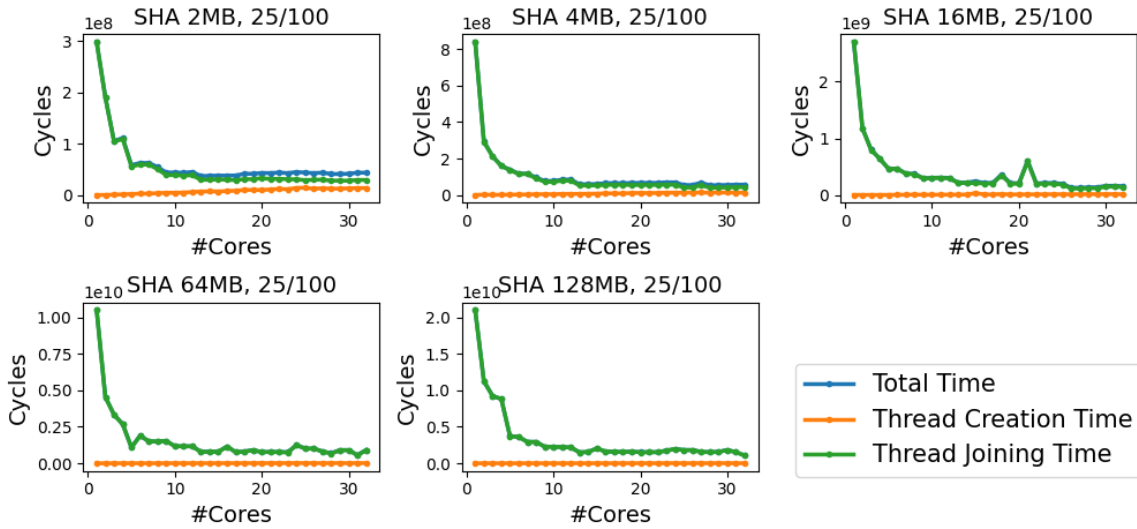 SHA 2MB, 25/100
1e8
3
2
1
0
Cycles
0 10 20 30
#Cores
SHA 4MB, 25/100
1e8
8
6
4
2
0
Cycles
0 10 20 30
#Cores
SHA 16MB, 25/100
1e9
2
1
0
Cycles
0 10 20 30
#Cores
SHA 64MB, 25/100
1e10
1.00
0.75
0.50
0.25
0.00
Cycles
0 10 20 30
#Cores
SHA 128MB, 25/100
1e10
2.0
1.5
1.0
0.5
0.0
Cycles
0 10 20 30
#Cores
Total Time
Thread Creation Time
Thread Joining Time